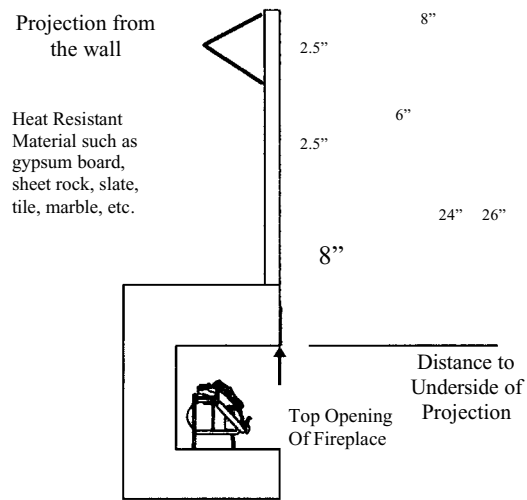 Projection from
the wall
8”
2.5”
Heat Resistant
Material such as
gypsum board,
sheet rock, slate,
tile, marble, etc.
6”
2.5”
24” 26”
8”
Distance to
Underside of
Projection
Top Opening
Of Fireplace